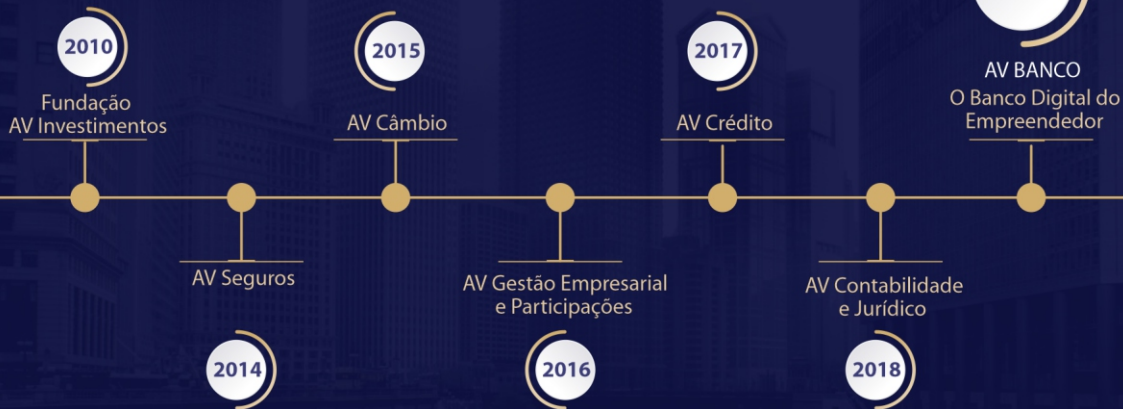 2010
Fundação
AV Investimentos
AV Seguros
2014
2015
AV Câmbio
AV Gestão Empresarial
e Participações
2016
2017
AV Crédito
AV Contabilidade
e Jurídico
2018
AV BANCO
O Banco Digital do
Empreendedor